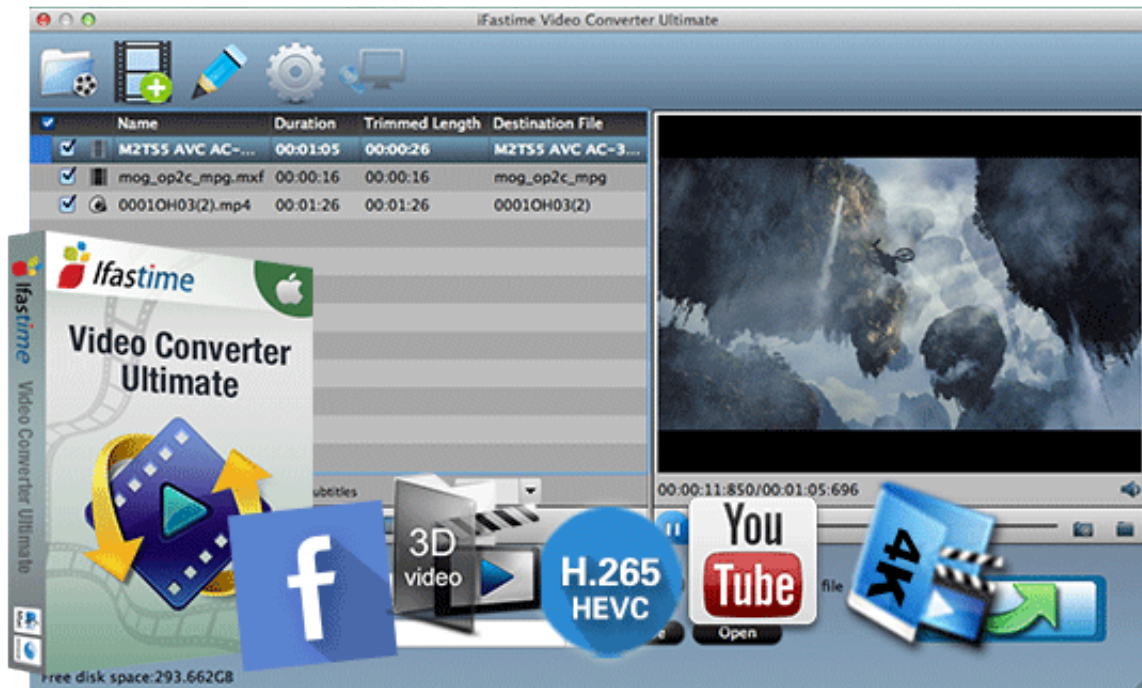 iFastime Video Converter Ultimate
Name Duration Trimmed Length Destination File
M2TS5 AVC AC-... 00:01:05 00:00:26 M2TS5 AVC AC-3...
mog_op2c_mpg.mxf 00:00:16 00:00:16 mog_op2c_mpg
0001OH03(2).mp4 00:01:26 00:01:26 0001OH03(2)
Ifastime
Video Converter
Ultimate
Ifastime Video Converter Ultimate
00:00:11:850/00:01:05:696
f
3D
video
H.265
HEVC
You
Tube
file
4K
Open
Free disk space:293.662GB